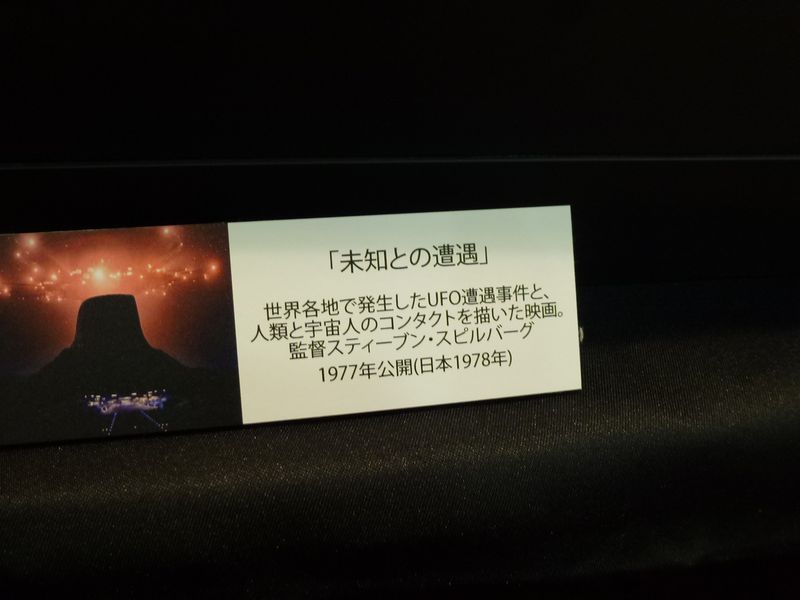 「未知との遭遇」
世界各地で発生したUFO遭遇事件と、
人類と宇宙人のコンタクトを描いた映画。
監督スティーブン・スピルバーグ
1977年公開(日本1978年)